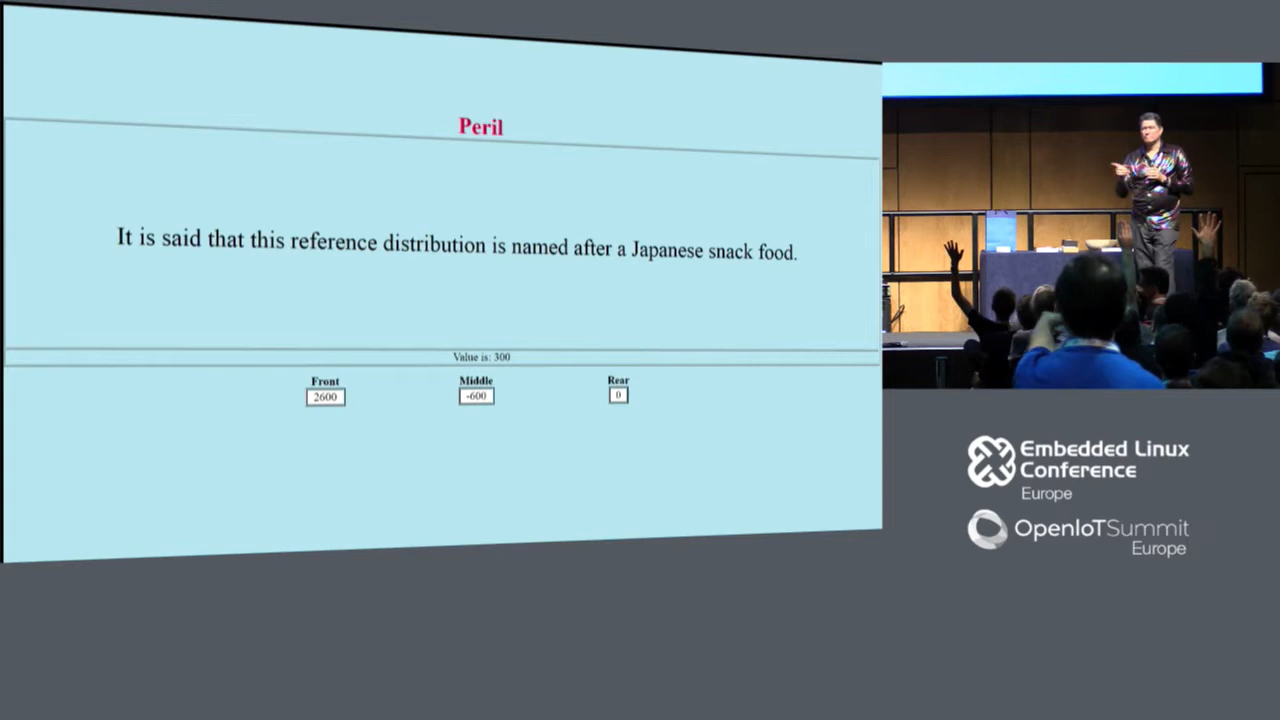 Peril
It is said that this reference distribution is named after a Japanese snack food.
Value is: 300
Front Middle Rear
2600 -600 0
Embedded Linux
Conference
Europe
OpenIoTSummit
Europe